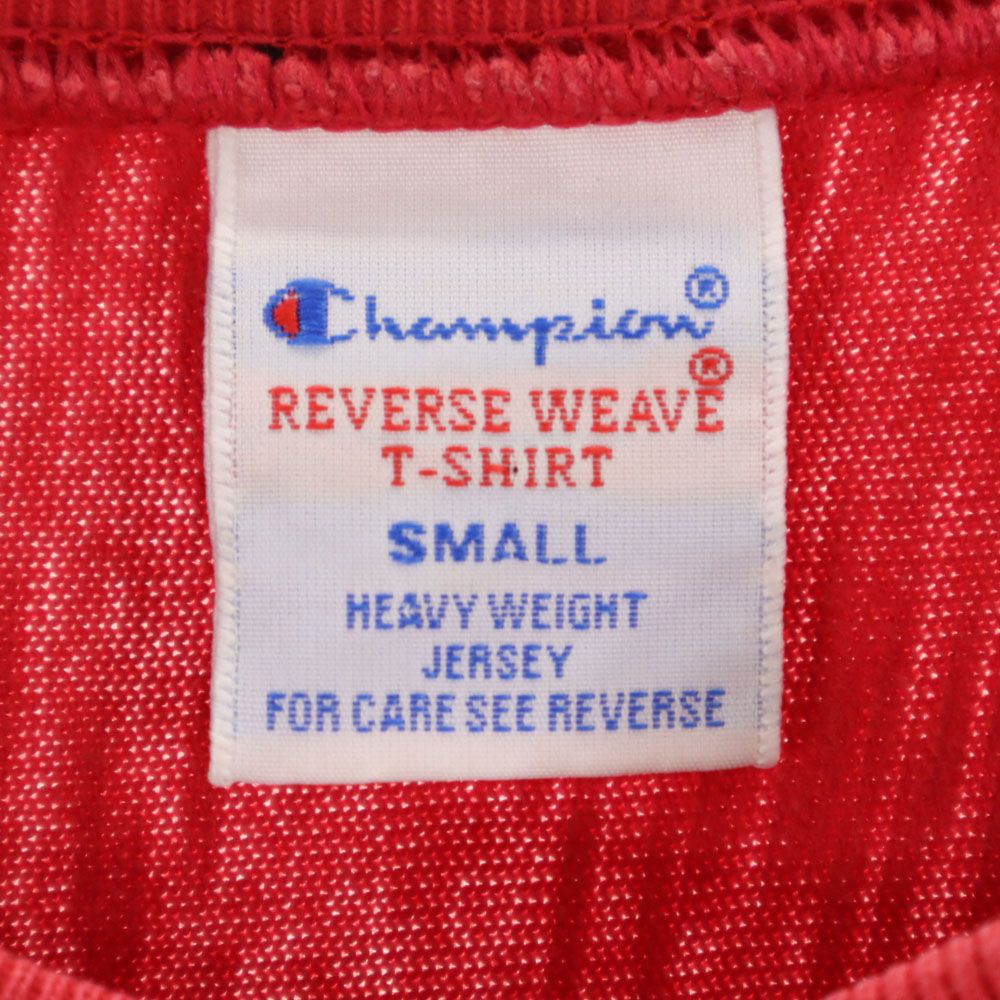 Champion®
REVERSE WEAVE®
T-SHIRT
SMALL
HEAVY WEIGHT
JERSEY
FOR CARE SEE REVERSE